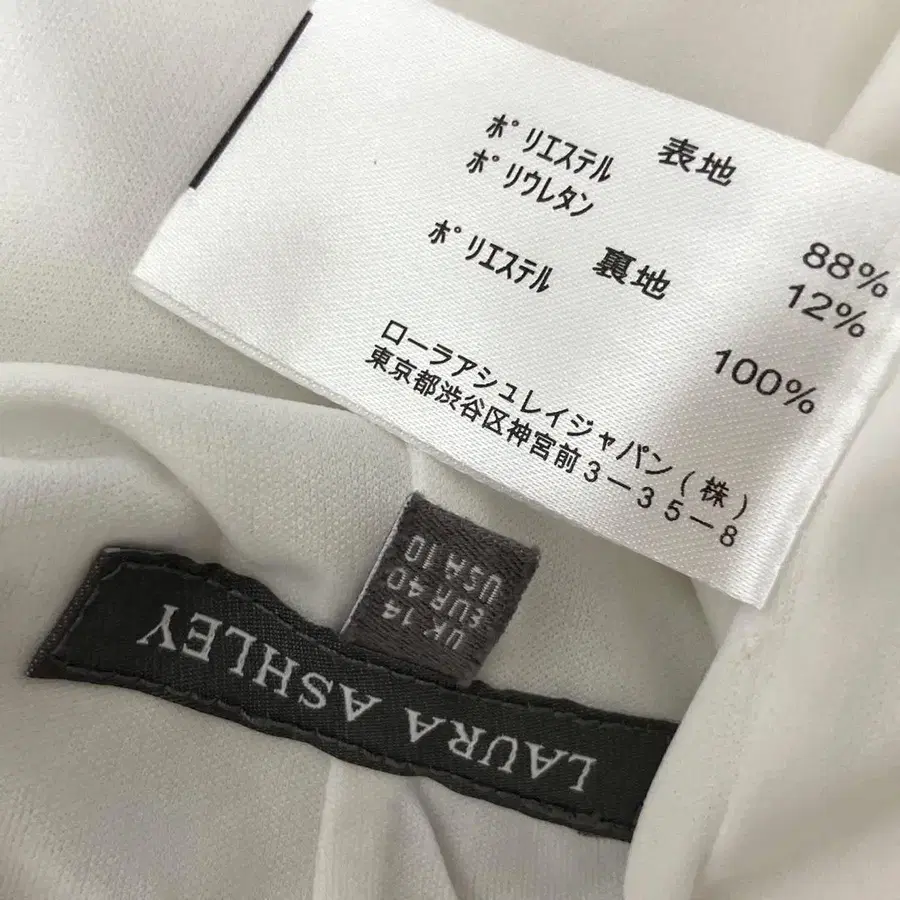 表地
ポリエステル 88%
ポリウレタン 12%
裏地
ポリエステル 100%
ローラアシュレイジャパン(株)
東京都渋谷区神宮前3-35-8
UK 14
EUR 40
USA 10
LAURA ASHLEY